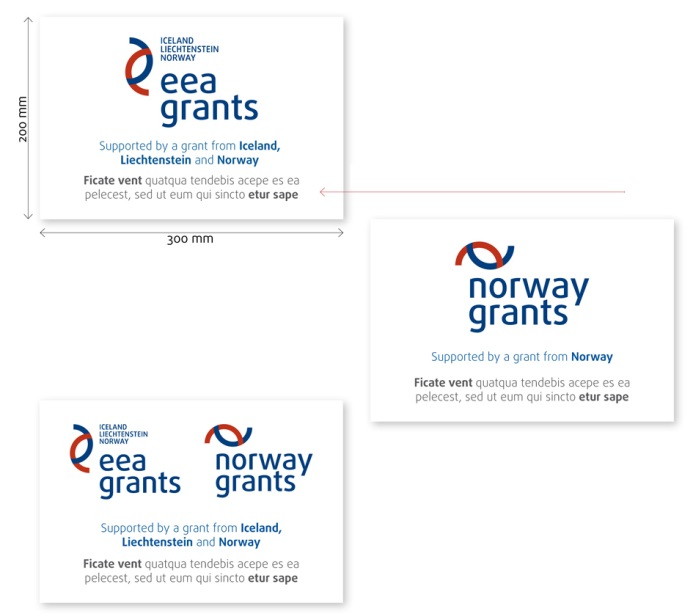 ICELAND
LIECHTENSTEIN
NORWAY
eea
grants
Supported by a grant from Iceland,
Liechtenstein and Norway
Ficate vent quatqua tendebis acepe es ea
pelecest, sed ut eum qui sincto etur sape
200 mm
300 mm
norway
grants
Supported by a grant from Norway
Ficate vent quatqua tendebis acepe es ea
pelecest, sed ut eum qui sincto etur sape
ICELAND
LIECHTENSTEIN
NORWAY
eea
grants
norway
grants
Supported by a grant from Iceland,
Liechtenstein and Norway
Ficate vent quatqua tendebis acepe es ea
pelecest, sed ut eum qui sincto etur sape